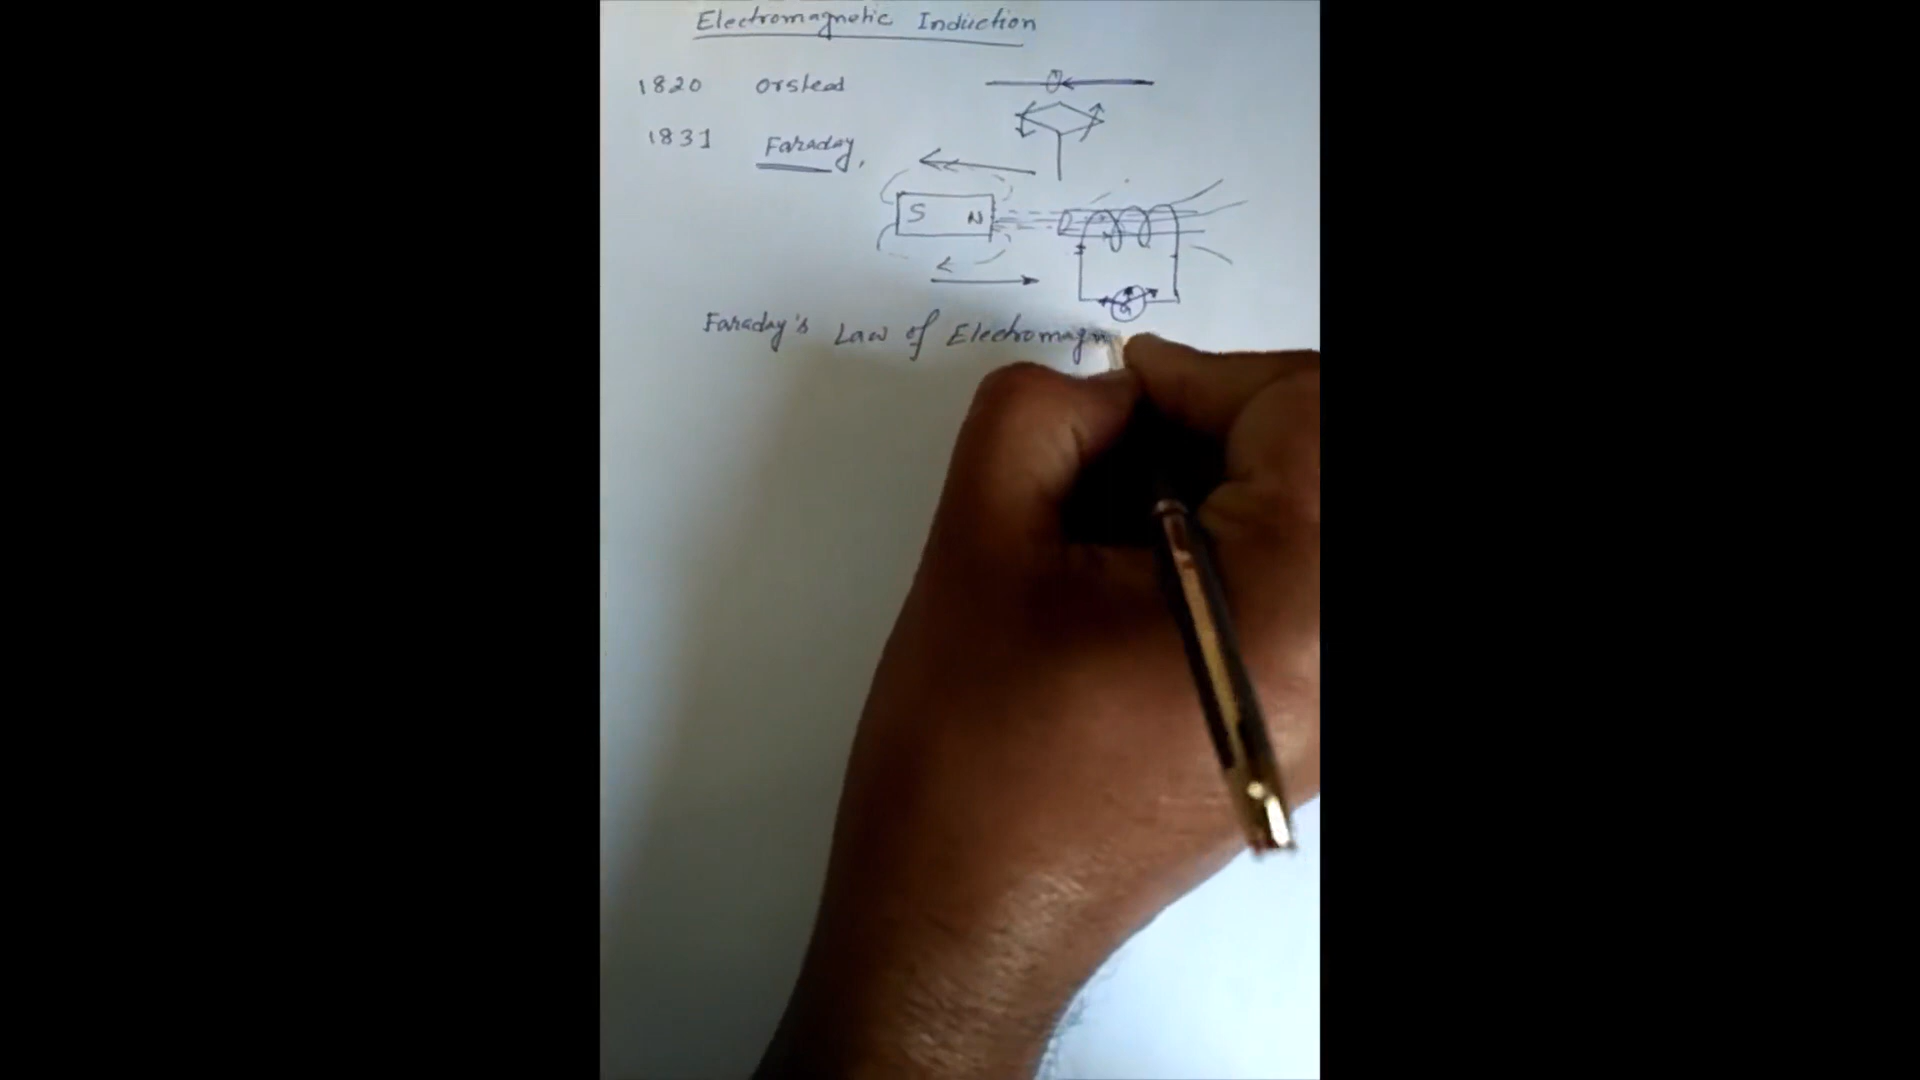 Electromagnetic Induction
1820 Orstead
1831 Faraday,
S N
G
Faraday's Law of Electromagn